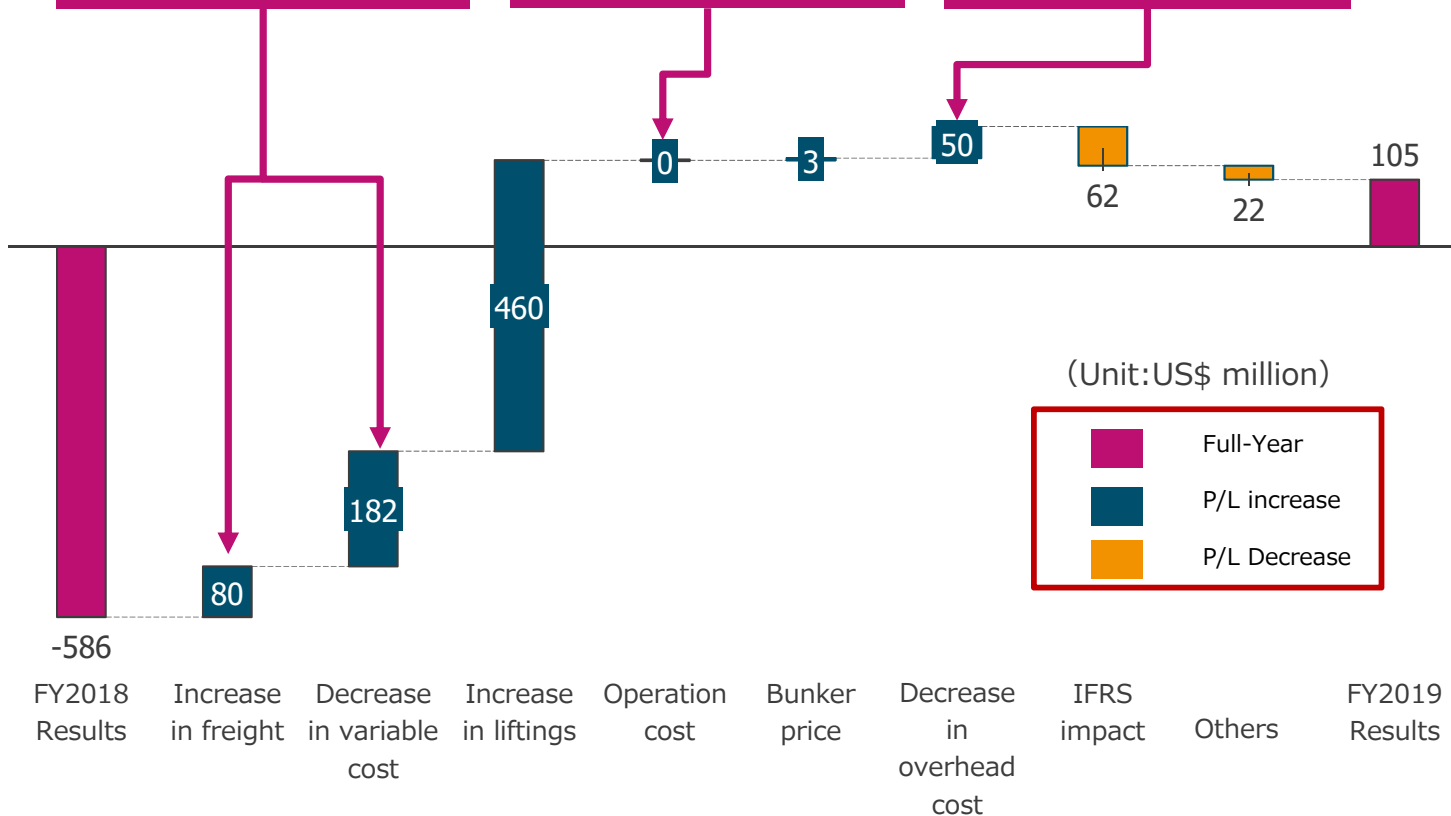 50
0
3
105
62
22
460
(Unit:US$ million)
Full-Year
182
P/L increase
P/L Decrease
80
-586
FY2018 Results
Increase in freight
Decrease in variable cost
Increase in liftings
Operation cost
Bunker price
Decrease in overhead cost
IFRS impact
Others
FY2019 Results